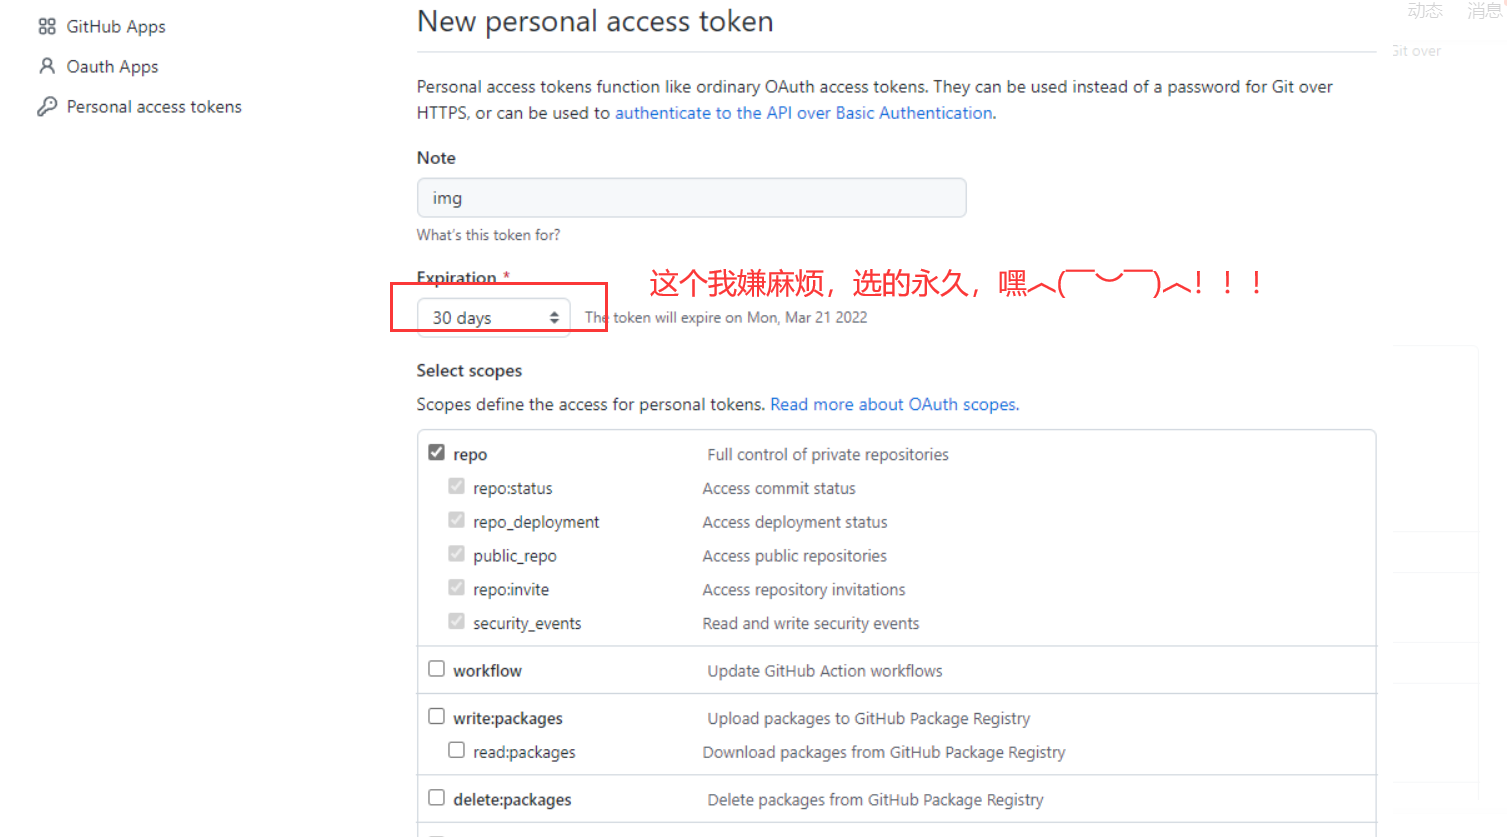 GitHub Apps
Oauth Apps
Personal access tokens
动态 消息
Git over
New personal access token
Personal access tokens function like ordinary OAuth access tokens. They can be used instead of a password for Git over
HTTPS, or can be used to authenticate to the API over Basic Authentication.
Note
img
What's this token for?
Expiration *
这个我嫌麻烦，选的永久，嘿︿(￣︶￣)︿！！！
30 days The token will expire on Mon, Mar 21 2022
Select scopes
Scopes define the access for personal tokens. Read more about OAuth scopes.
repo Full control of private repositories
repo:status Access commit status
repo_deployment Access deployment status
public_repo Access public repositories
repo:invite Access repository invitations
security_events Read and write security events
workflow Update GitHub Action workflows
write:packages Upload packages to GitHub Package Registry
read:packages Download packages from GitHub Package Registry
delete:packages Delete packages from GitHub Package Registry